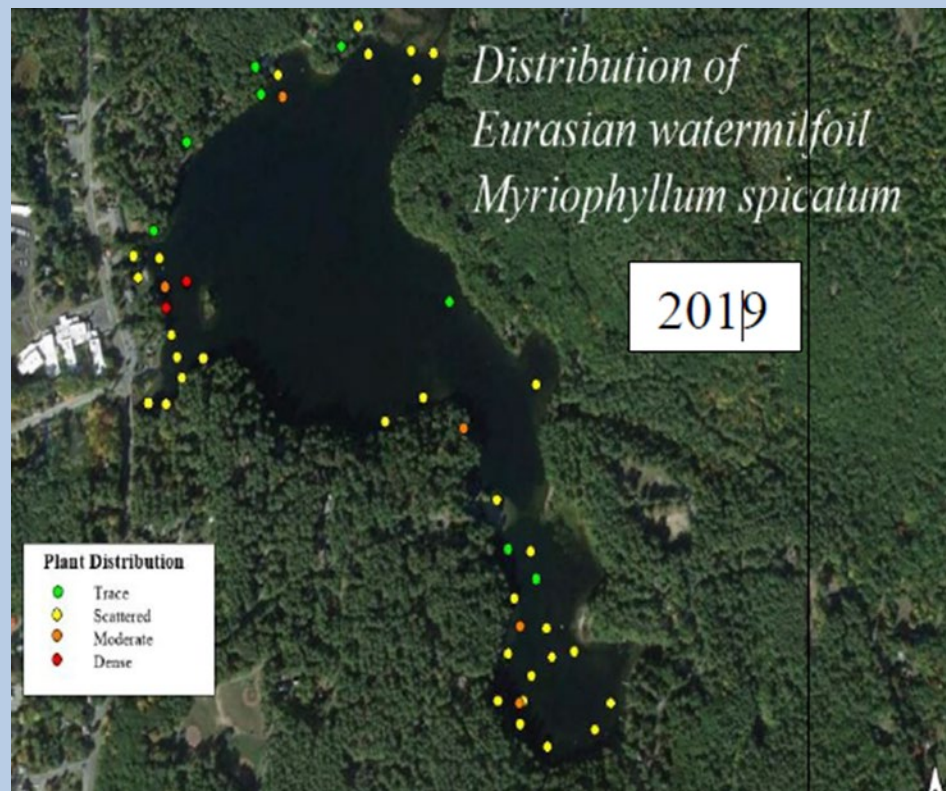 Distribution of
Eurasian watermilfoil
Myriophyllum spicatum
2019
Plant Distribution
Trace
Scattered
Moderate
Dense